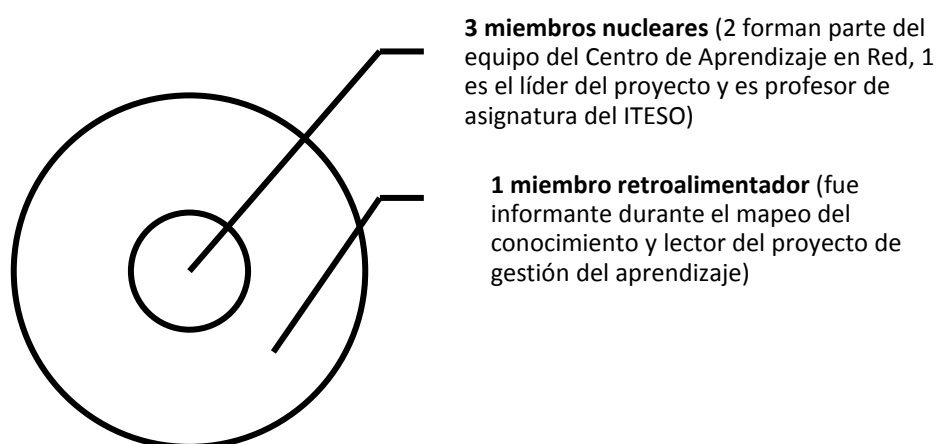 3 miembros nucleares (2 forman parte del
equipo del Centro de Aprendizaje en Red, 1
es el líder del proyecto y es profesor de
asignatura del ITESO)
1 miembro retroalimentador (fue
informante durante el mapeo del
conocimiento y lector del proyecto de
gestión del aprendizaje)